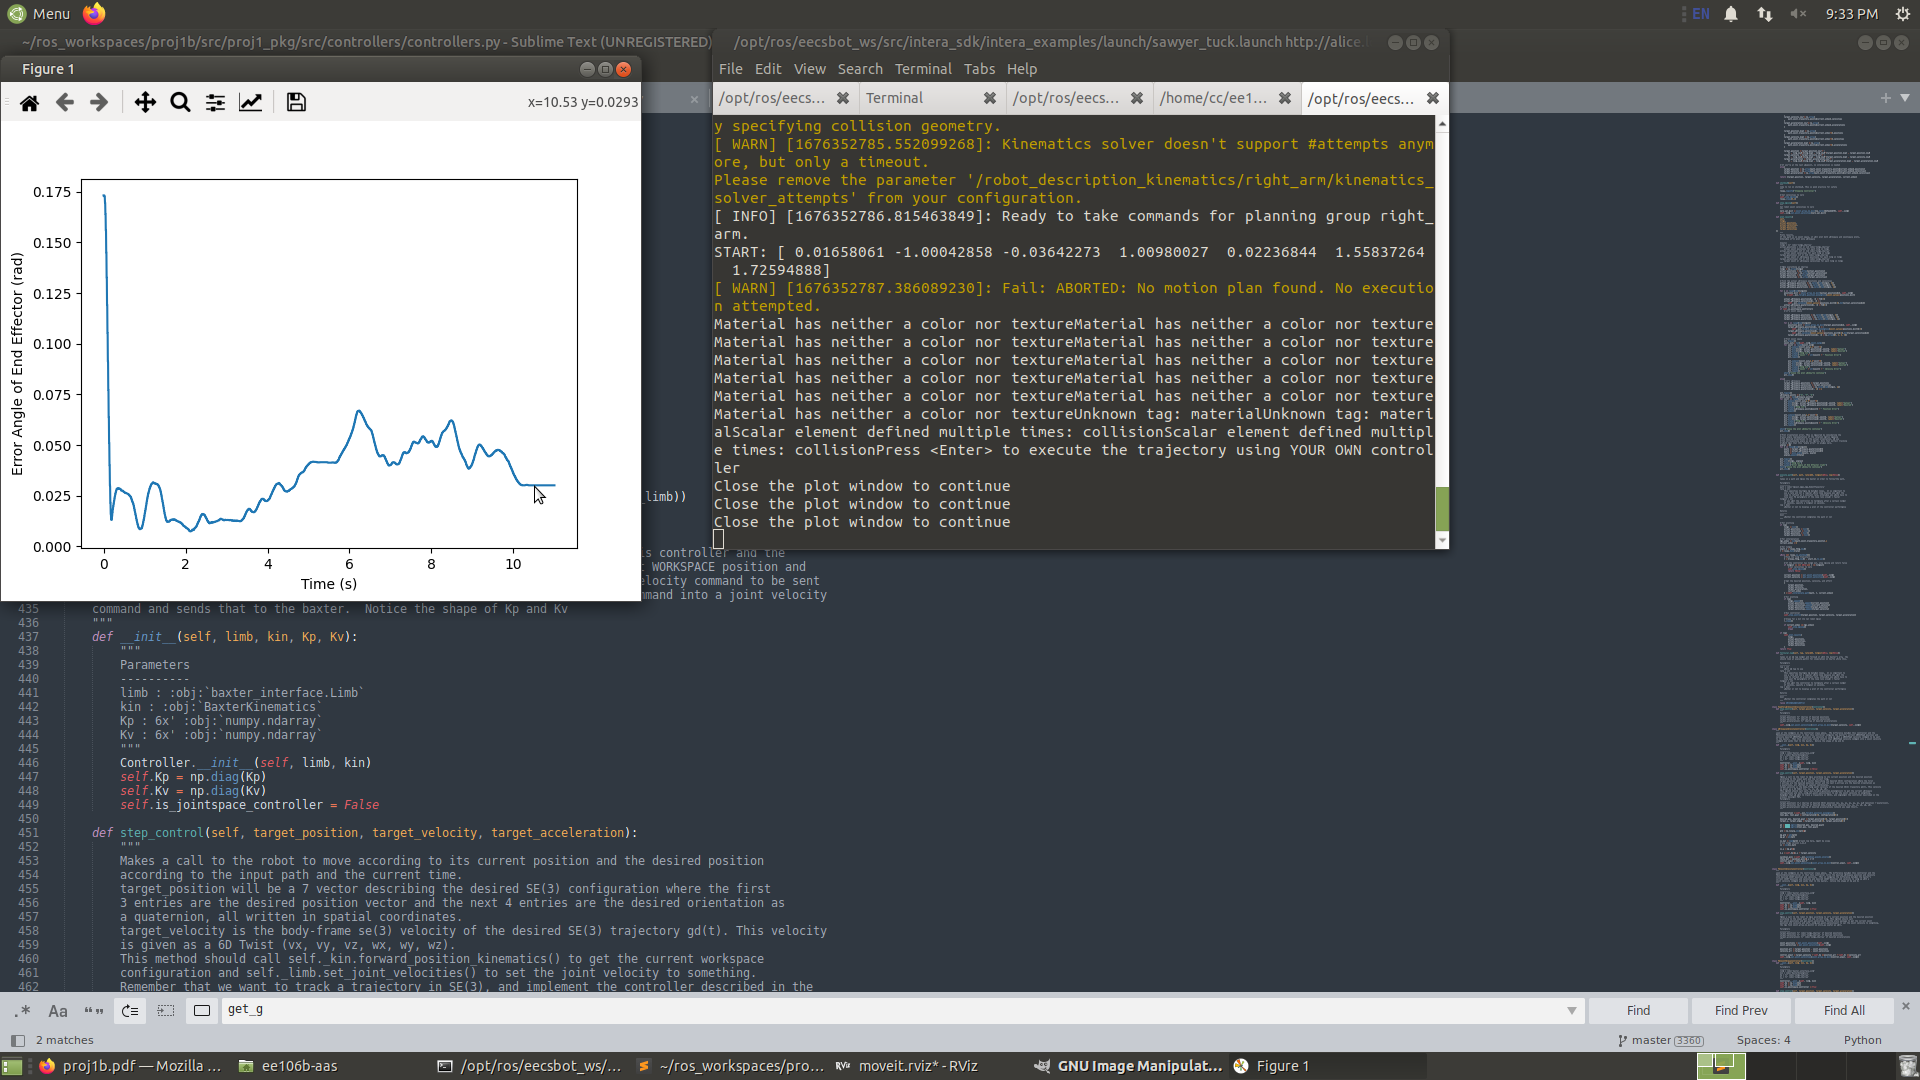 Menu
EN
9:33 PM
~/ros_workspaces/proj1b/src/proj1_pkg/src/controllers/controllers.py - Sublime Text (UNREGISTERED)
/opt/ros/eecsbot_ws/src/intera_sdk/intera_examples/launch/sawyer_tuck.launch http://alice.
Figure 1
x=10.53 y=0.0293
0.175
0.150
0.125
0.100
0.075
0.050
0.025
0.000
Error Angle of End Effector (rad)
0 2 4 6 8 10
Time (s)
File Edit View Search Terminal Tabs Help
/opt/ros/eecs... Terminal /opt/ros/eecs... /home/cc/ee1... /opt/ros/eecs...
y specifying collision geometry.
[ WARN] [1676352785.552099268]: Kinematics solver doesn't support #attempts anym
ore, but only a timeout.
Please remove the parameter '/robot_description_kinematics/right_arm/kinematics_
solver_attempts' from your configuration.
[ INFO] [1676352786.815463849]: Ready to take commands for planning group right_
arm.
START: [ 0.01658061 -1.00042858 -0.03642273  1.00980027  0.02236844  1.55837264
1.72594888]
[ WARN] [1676352787.386089230]: Fail: ABORTED: No motion plan found. No executio
n attempted.
Material has neither a color nor textureMaterial has neither a color nor texture
Material has neither a color nor textureMaterial has neither a color nor texture
Material has neither a color nor textureMaterial has neither a color nor texture
Material has neither a color nor textureMaterial has neither a color nor texture
Material has neither a color nor textureMaterial has neither a color nor texture
Material has neither a color nor textureUnknown tag: materialUnknown tag: materi
alScalar element defined multiple times: collisionScalar element defined multipl
e times: collisionPress <Enter> to execute the trajectory using YOUR OWN control
ler
Close the plot window to continue
Close the plot window to continue
Close the plot window to continue
_limb))
s controller and the
WORKSPACE position and
elocity command to be sent
mmand into a joint velocity
435 command and sends that to the baxter.  Notice the shape of Kp and Kv
436 """
437 def __init__(self, limb, kin, Kp, Kv):
438 """
439 Parameters
440 ----------
441 limb : :obj:`baxter_interface.Limb`
442 kin : :obj:`BaxterKinematics`
443 Kp : 6x' :obj:`numpy.ndarray`
444 Kv : 6x' :obj:`numpy.ndarray`
445 """
446 Controller.__init__(self, limb, kin)
447 self.Kp = np.diag(Kp)
448 self.Kv = np.diag(Kv)
449 self.is_jointspace_controller = False
450
451 def step_control(self, target_position, target_velocity, target_acceleration):
452 """
453 Makes a call to the robot to move according to its current position and the desired position
454 according to the input path and the current time.
455 target_position will be a 7 vector describing the desired SE(3) configuration where the first
456 3 entries are the desired position vector and the next 4 entries are the desired orientation as
457 a quaternion, all written in spatial coordinates.
458 target_velocity is the body-frame se(3) velocity of the desired SE(3) trajectory gd(t). This velocity
459 is given as a 6D Twist (vx, vy, vz, wx, wy, wz).
460 This method should call self._kin.forward_position_kinematics() to get the current workspace
461 configuration and self._limb.set_joint_velocities() to set the joint velocity to something.
462 Remember that we want to track a trajectory in SE(3), and implement the controller described in the
.* Aa “” get_g Find Find Prev Find All
2 matches master 3360 Spaces: 4 Python
proj1b.pdf — Mozilla ... ee106b-aas /opt/ros/eecsbot_ws/... ~/ros_workspaces/pro... RViz moveit.rviz* - RViz GNU Image Manipulat... Figure 1